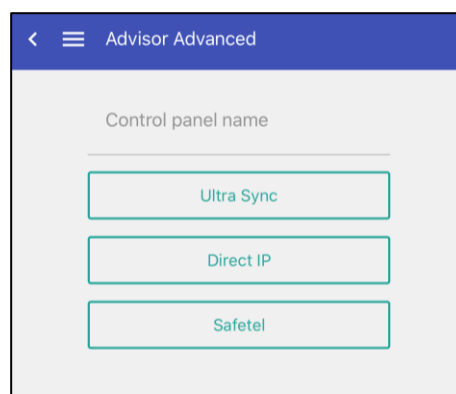 Advisor Advanced
Control panel name
Ultra Sync
Direct IP
Safetel